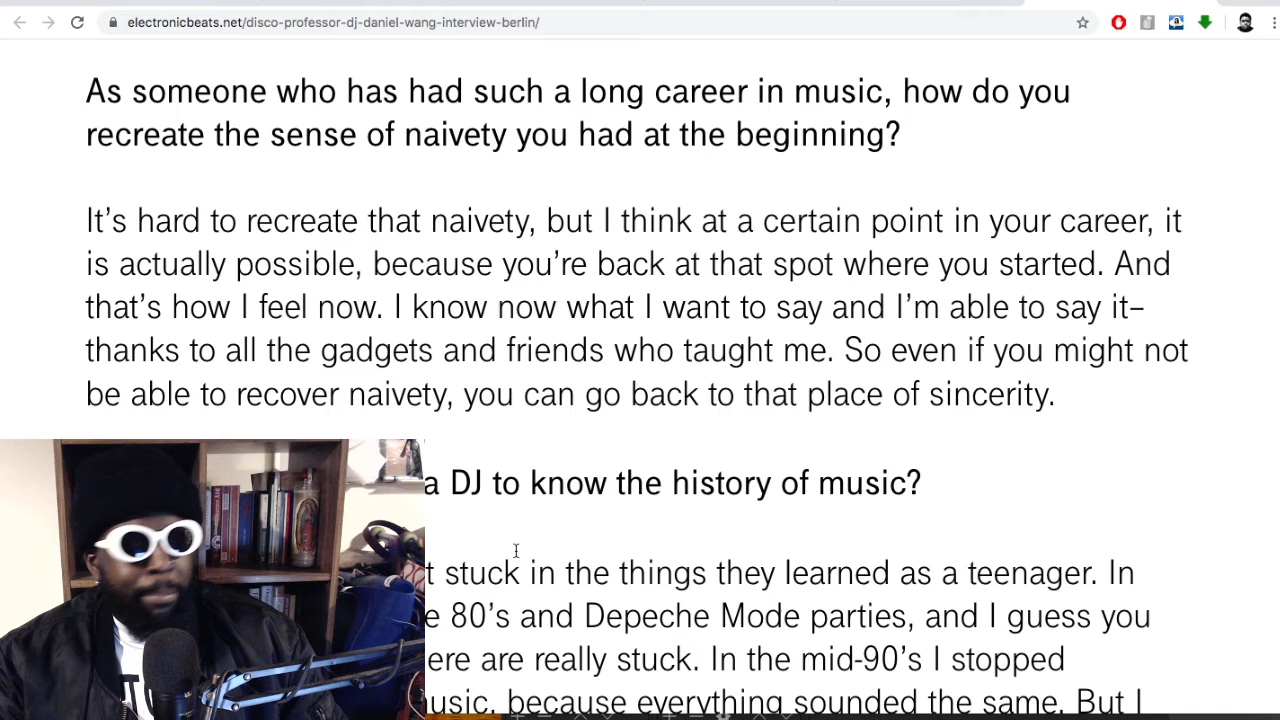 electronicbeats.net/disco-professor-dj-daniel-wang-interview-berlin/
As someone who has had such a long career in music, how do you
recreate the sense of naivety you had at the beginning?
It’s hard to recreate that naivety, but I think at a certain point in your career, it
is actually possible, because you’re back at that spot where you started. And
that’s how I feel now. I know now what I want to say and I’m able to say it–
thanks to all the gadgets and friends who taught me. So even if you might not
be able to recover naivety, you can go back to that place of sincerity.
a DJ to know the history of music?
t stuck in the things they learned as a teenager. In
e 80’s and Depeche Mode parties, and I guess you
ere are really stuck. In the mid-90’s I stopped
usic, because everything sounded the same. But I